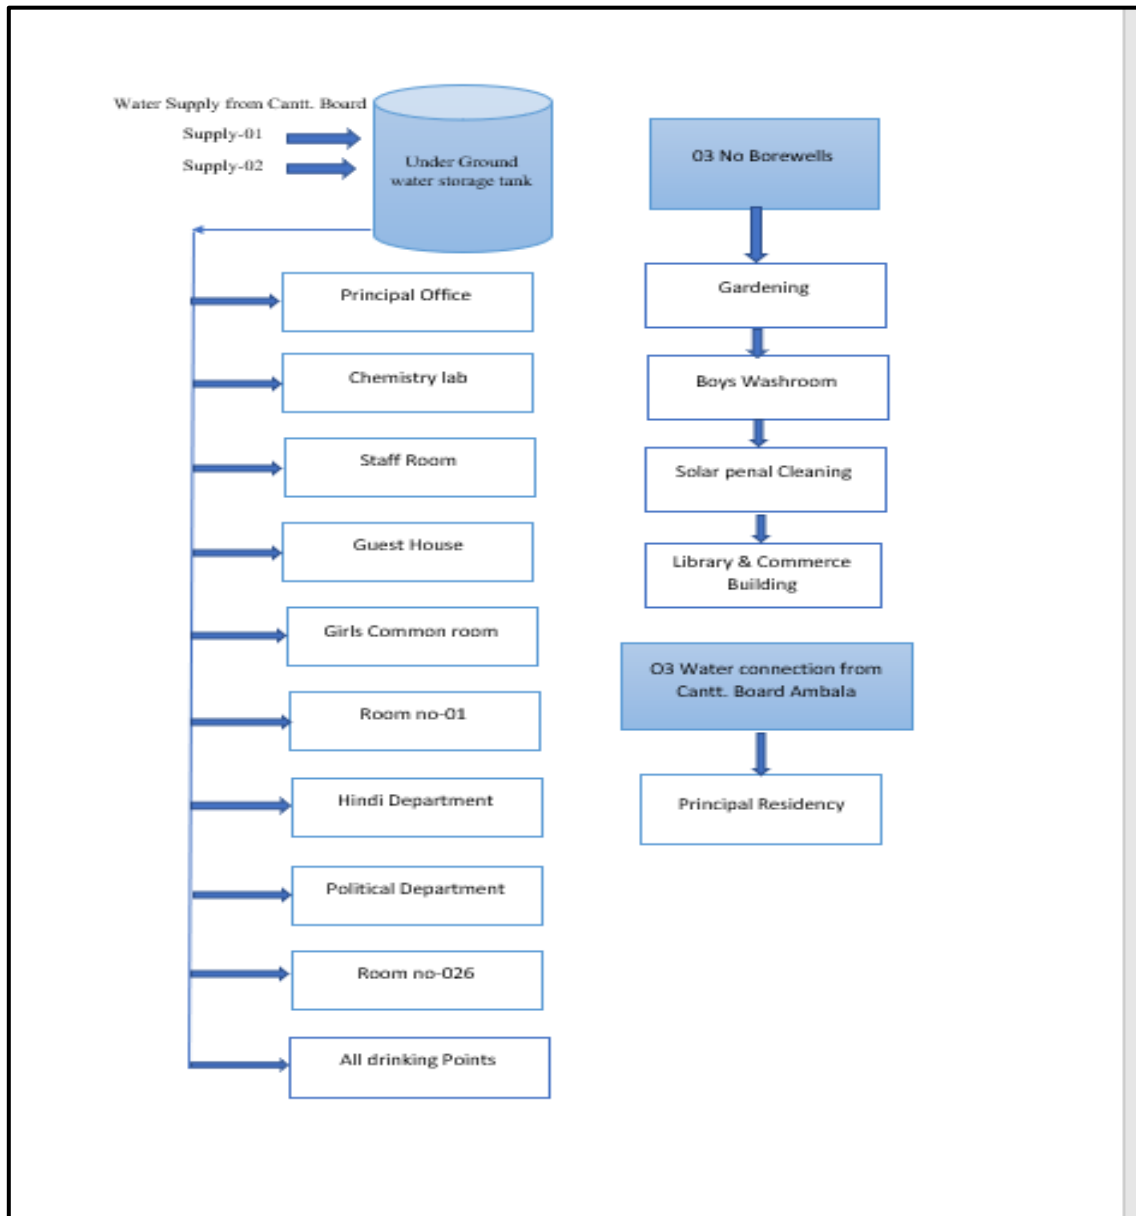 Water Supply from Cantt. Board
Supply-01
Supply-02
Under Ground
water storage tank
Principal Office
Chemistry lab
Staff Room
Guest House
Girls Common room
Room no-01
Hindi Department
Political Department
Room no-026
All drinking Points
03 No Borewells
Gardening
Boys Washroom
Solar penal Cleaning
Library & Commerce
Building
O3 Water connection from
Cantt. Board Ambala
Principal Residency